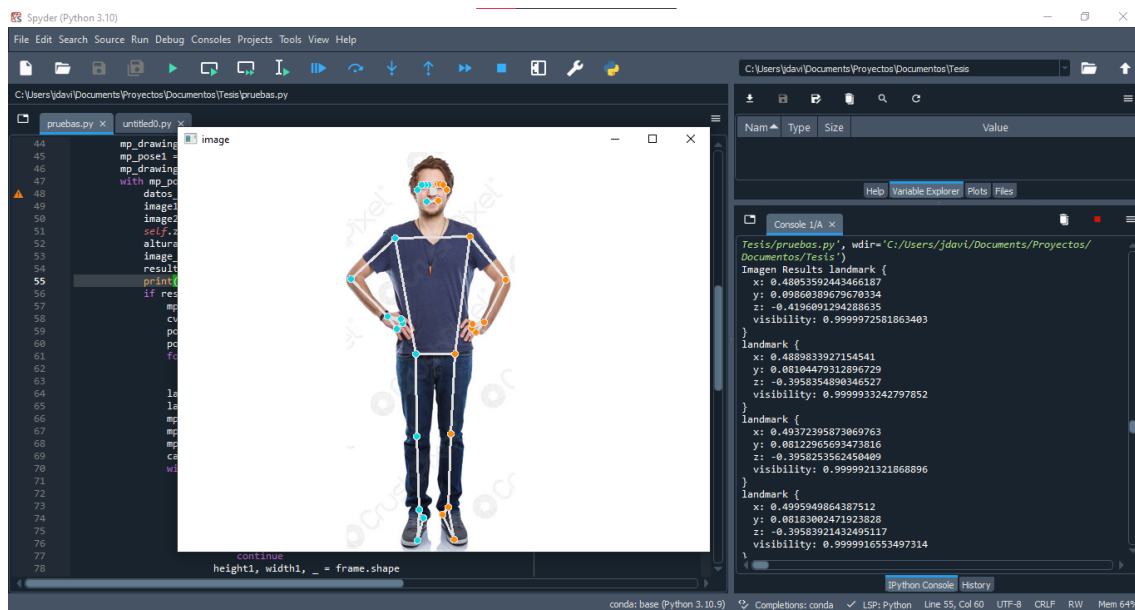 Spyder (Python 3.10)
File Edit Search Source Run Debug Consoles Projects Tools View Help
C:\Users\jdavi\Documents\Proyectos\Documentos\Tesis
C:\Users\jdavi\Documents\Proyectos\Documentos\Tesis\pruebas.py
pruebas.py
untitled0.py
image
44 mp_drawing
45 mp_pose1 =
46 mp_drawing
47 with mp_po
48 datos_
49 image1
50 image2
51 self.z
52 altura
53 image_
54 result
55 print(
56 if res
57 mp
58 cv
59 po
60 po
61 fo
62
63
64 la
65 la
66 mp
67 mp
68 mp
69 ca
70 wi
71
72
73
74
75
76
77 continue
78 height1, width1, _ = frame.shape
Nam Type Size Value
Help Variable Explorer Plots Files
Console 1/A
Tesis/pruebas.py', wdir='C:/Users/jdavi/Documents/Proyectos/
Documentos/Tesis')
Imagen Results landmark {
x: 0.48053592443466187
y: 0.09860389679670334
z: -0.4196091294288635
visibility: 0.9999972581863403
}
landmark {
x: 0.4889833927154541
y: 0.08104479312896729
z: -0.3958354890346527
visibility: 0.9999933242797852
}
landmark {
x: 0.49372395873069763
y: 0.08122965693473816
z: -0.3958253562450409
visibility: 0.9999921321868896
}
landmark {
x: 0.4995949864387512
y: 0.08183002471923828
z: -0.39583921432495117
visibility: 0.9999916553497314
}
IPython Console History
conda: base (Python 3.10.9) Completions: conda LSP: Python Line 55, Col 60 UTF-8 CRLF RW Mem 64%